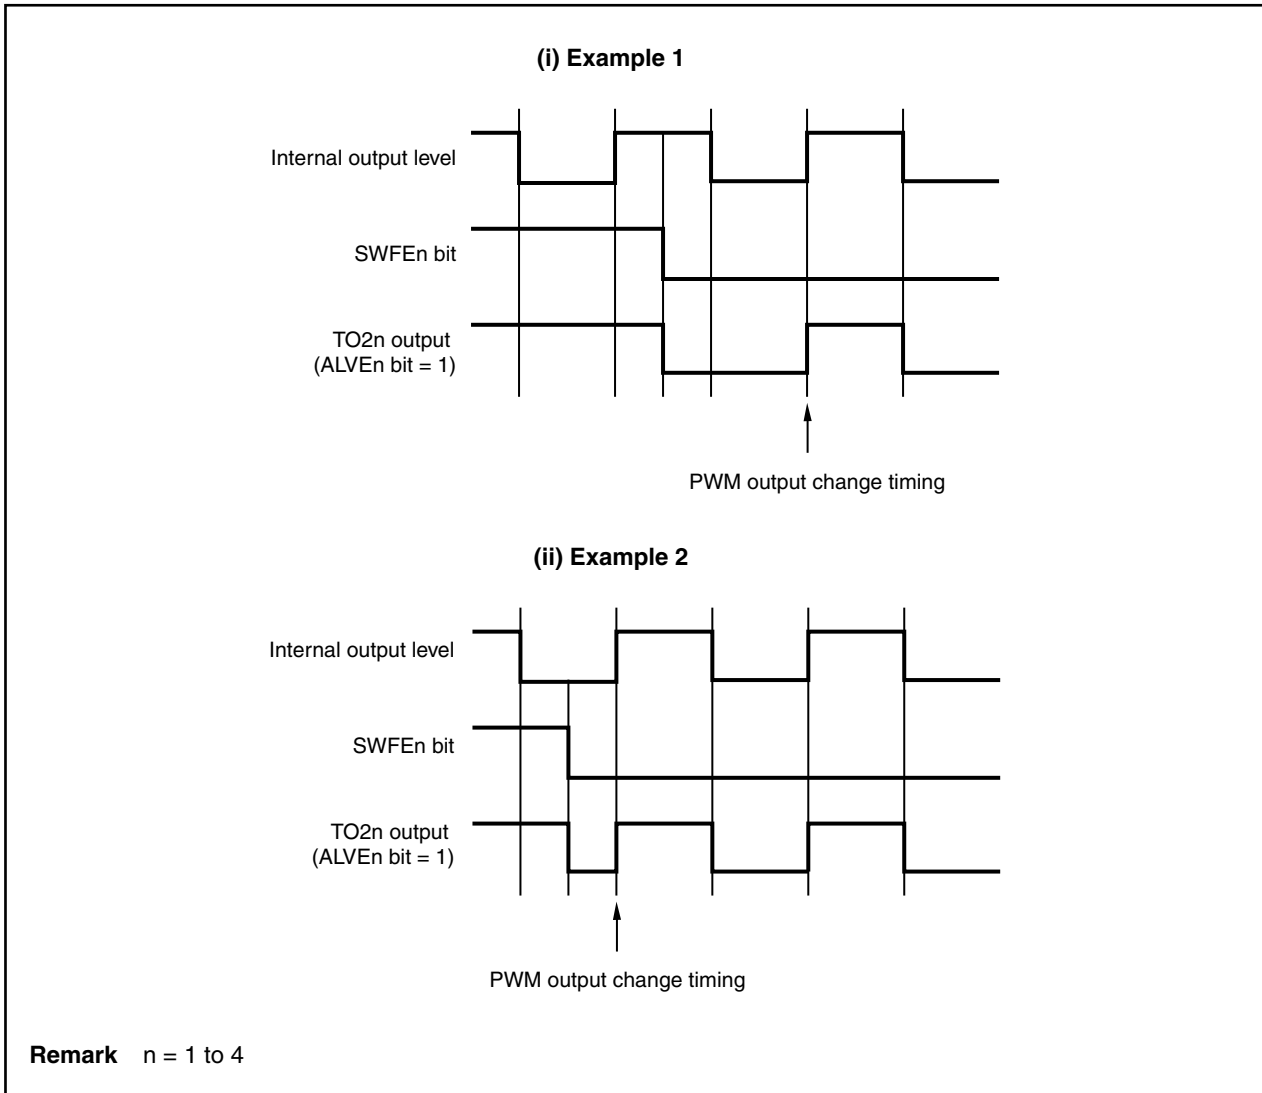 (i) Example 1
Internal output level
SWFEn bit
TO2n output
(ALVEn bit = 1)
PWM output change timing
(ii) Example 2
Internal output level
SWFEn bit
TO2n output
(ALVEn bit = 1)
PWM output change timing
Remark n = 1 to 4